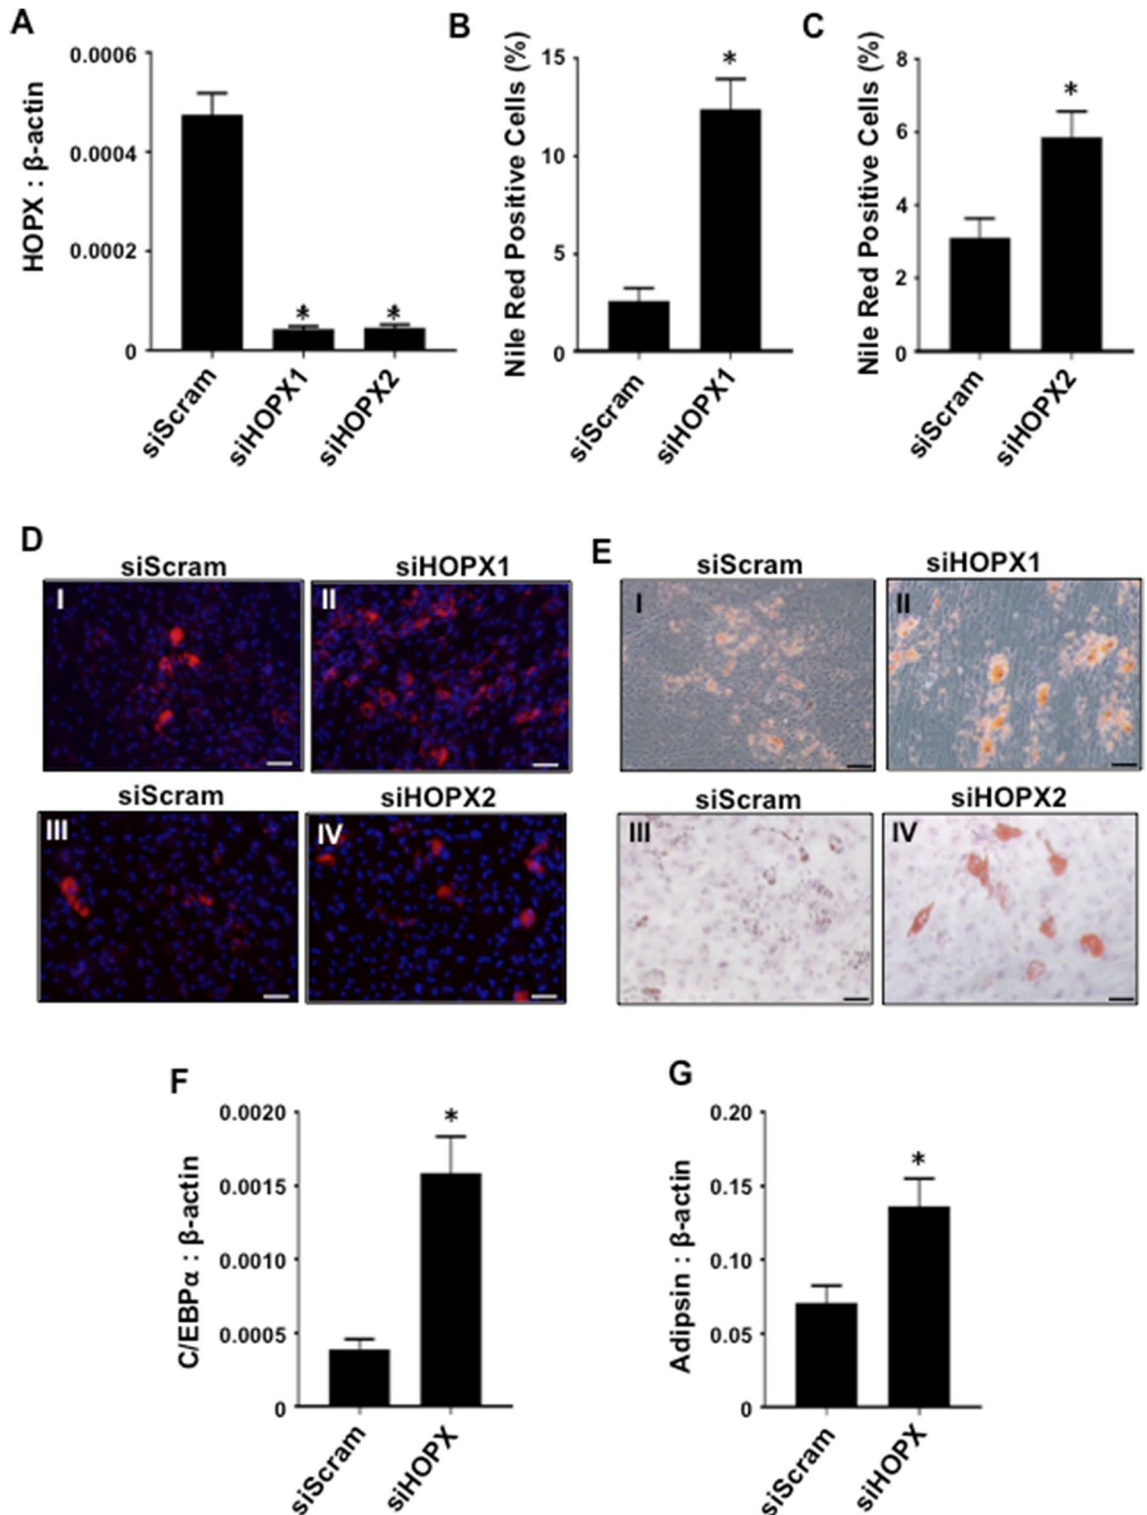 A
HOPX : β-actin
0.0006
0.0004
0.0002
0
*
*
siScram
siHOPX1
siHOPX2
B
Nile Red Positive Cells (%)
15
10
5
0
*
siScram
siHOPX1
C
Nile Red Positive Cells (%)
8
6
4
2
0
*
siScram
siHOPX2
D
siScram
siHOPX1
I
II
siScram
siHOPX2
III
IV
E
siScram
siHOPX1
I
II
siScram
siHOPX2
III
IV
F
C/EBPα : β-actin
0.0020
0.0015
0.0010
0.0005
0
*
siScram
siHOPX
G
Adipsin : β-actin
0.20
0.15
0.10
0.05
0
*
siScram
siHOPX